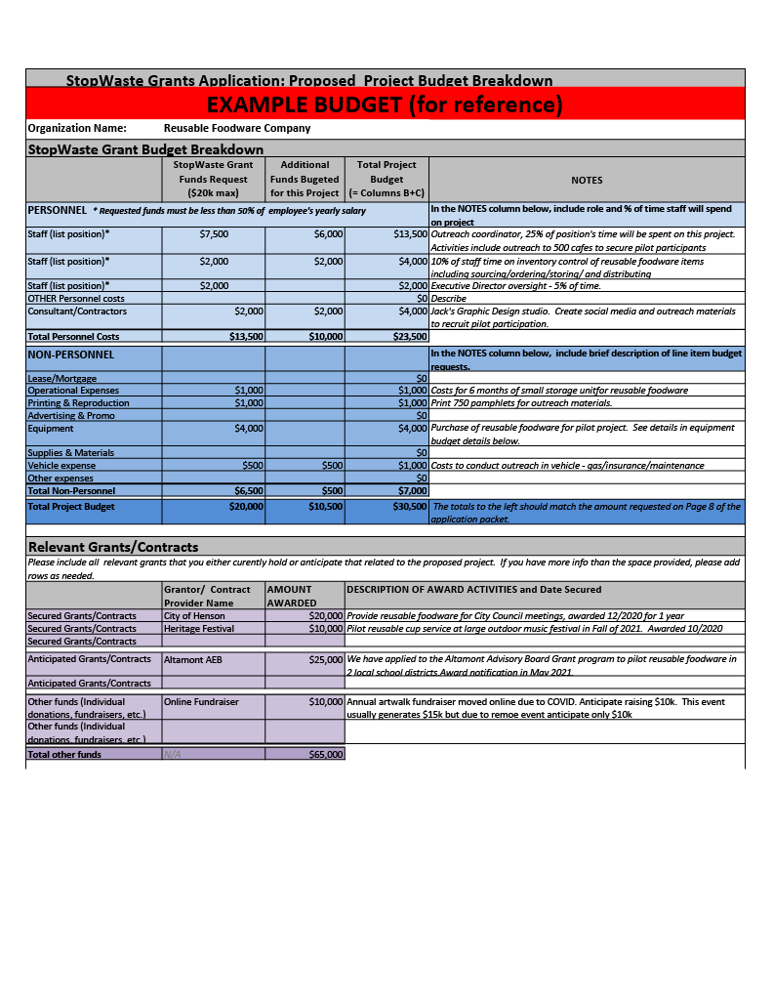 StopWaste Grants Application: Proposed  Project Budget Breakdown
EXAMPLE BUDGET (for reference)
Organization Name: Reusable Foodware Company
StopWaste Grant Budget Breakdown
StopWaste Grant Additional Total Project
Funds Request Funds Bugeted Budget NOTES
($20k max) for this Project (= Columns B+C)
PERSONNEL * Requested funds must be less than 50% of employee's yearly salary In the NOTES column below, include role and % of time staff will spend
on project
Staff (list position)* $7,500 $6,000 $13,500 Outreach coordinator, 25% of position's time will be spent on this project.
Activities include outreach to 500 cafes to secure pilot participants
Staff (list position)* $2,000 $2,000 $4,000 10% of staff time on inventory control of reusable foodware items
including sourcing/ordering/storing/ and distributing
Staff (list position)* $2,000 $2,000 Executive Director oversight - 5% of time.
OTHER Personnel costs $0 Describe
Consultant/Contractors $2,000 $2,000 $4,000 Jack's Graphic Design studio.  Create social media and outreach materials
to recruit pilot participation.
Total Personnel Costs $13,500 $10,000 $23,500
NON-PERSONNEL In the NOTES column below,  include brief description of line item budget
requests.
Lease/Mortgage $0
Operational Expenses $1,000 $1,000 Costs for 6 months of small storage unitfor reusable foodware
Printing & Reproduction $1,000 $1,000 Print 750 pamphlets for outreach materials.
Advertising & Promo $0
Equipment $4,000 $4,000 Purchase of reusable foodware for pilot project.  See details in equipment
budget details below.
Supplies & Materials $0
Vehicle expense $500 $500 $1,000 Costs to conduct outreach in vehicle - gas/insurance/maintenance
Other expenses $0
Total Non-Personnel $6,500 $500 $7,000
Total Project Budget $20,000 $10,500 $30,500 The totals to the left should match the amount requested on Page 8 of the
application packet.
Relevant Grants/Contracts
Please include all  relevant grants that you either curently hold or anticipate that related to the proposed project.  If you have more info than the space provided, please add
rows as needed.
Grantor/  Contract AMOUNT DESCRIPTION OF AWARD ACTIVITIES and Date Secured
Provider Name AWARDED
Secured Grants/Contracts City of Henson $20,000 Provide reusable foodware for City Council meetings, awarded 12/2020 for 1 year
Secured Grants/Contracts Heritage Festival $10,000 Pilot reusable cup service at large outdoor music festival in Fall of 2021.  Awarded 10/2020
Secured Grants/Contracts
Anticipated Grants/Contracts Altamont AEB $25,000 We have applied to the Altamont Advisory Board Grant program to pilot reusable foodware in
2 local school districts.Award notification in May 2021.
Anticipated Grants/Contracts
Other funds (Individual Online Fundraiser $10,000 Annual artwalk fundraiser moved online due to COVID. Anticipate raising $10k.  This event
donations, fundraisers, etc.) usually generates $15k but due to remoe event anticipate only $10k
Other funds (Individual
donations, fundraisers, etc.)
Total other funds N/A $65,000